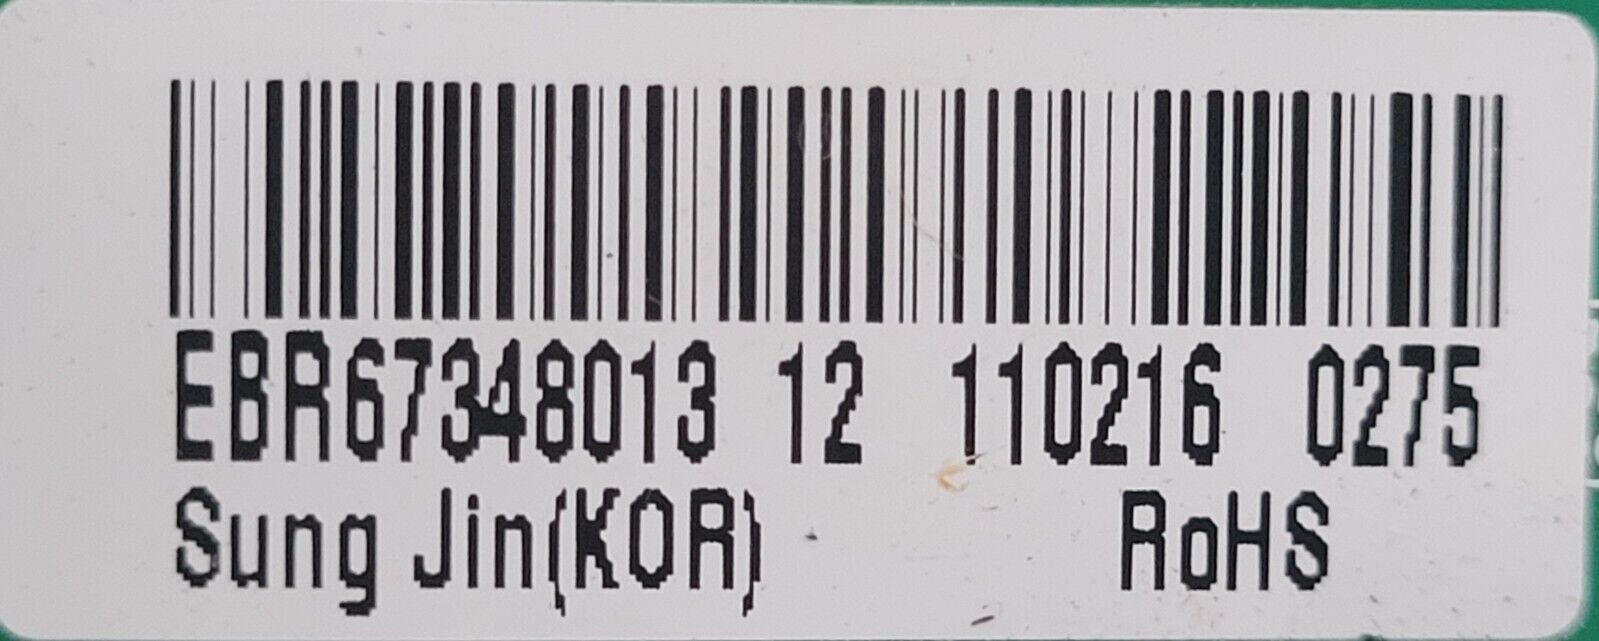 EBR67348013 12 110216 0275
Sung Jin(KOR) RoHS